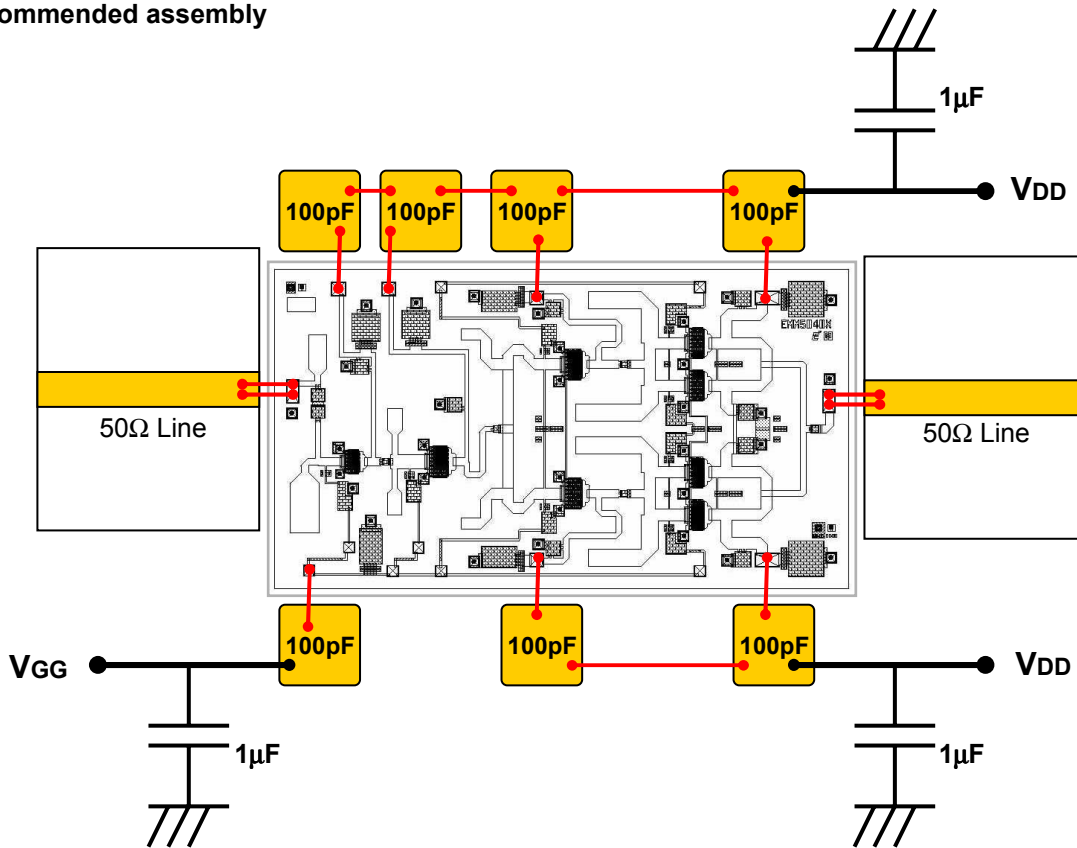 ommended assembly
1μF
VDD
100pF
100pF
100pF
100pF
50Ω Line
50Ω Line
100pF
100pF
100pF
VGG
VDD
1μF
1μF